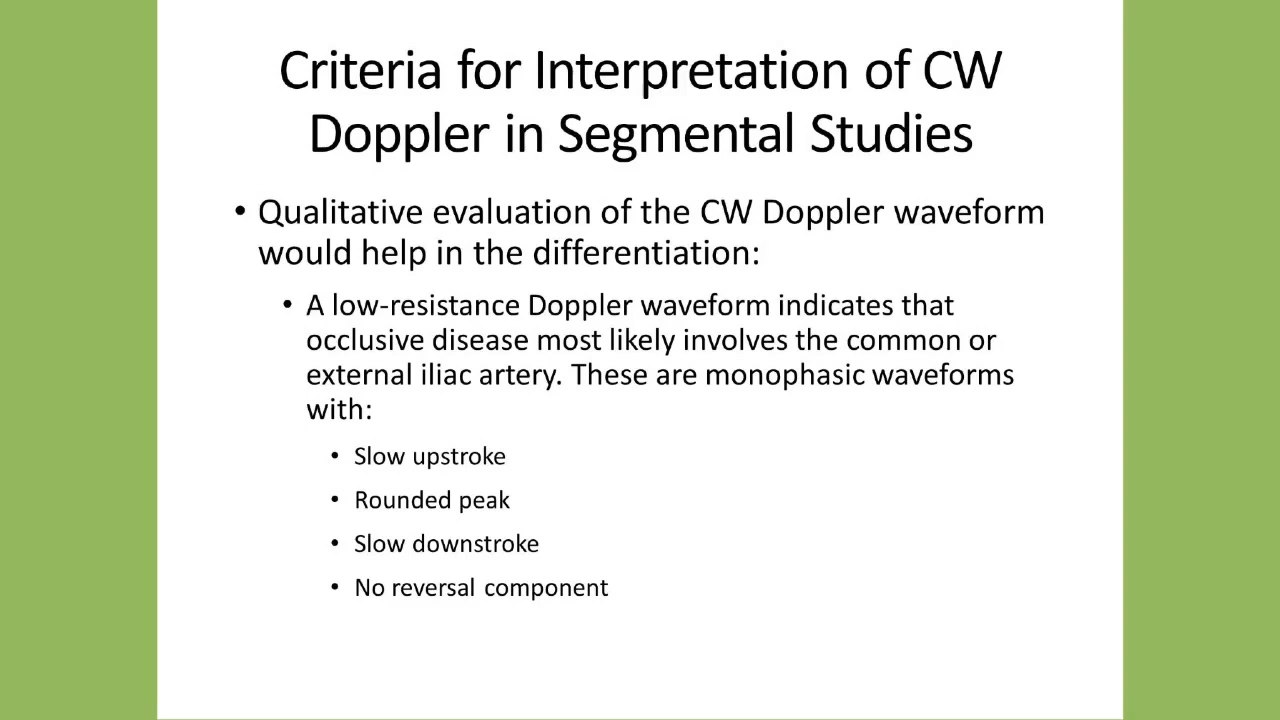 Criteria for Interpretation of CW
Doppler in Segmental Studies
• Qualitative evaluation of the CW Doppler waveform
would help in the differentiation:
• A low-resistance Doppler waveform indicates that
occlusive disease most likely involves the common or
external iliac artery. These are monophasic waveforms
with:
• Slow upstroke
• Rounded peak
• Slow downstroke
• No reversal component